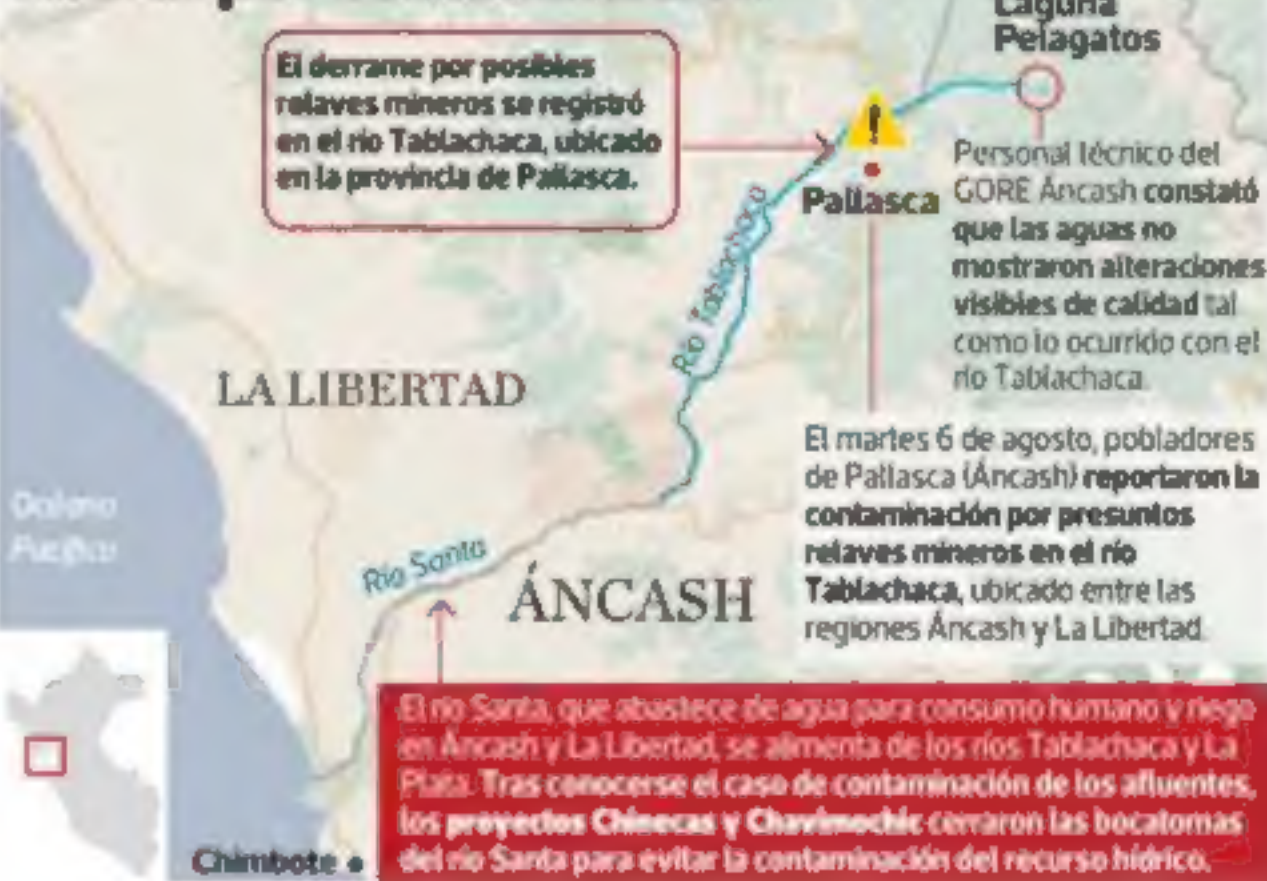 Laguna
Pelagatos
El derrame por posibles
relaves mineros se registró
en el río Tablachaca, ubicado
en la provincia de Pallasca.
Pallasca
Personal técnico del
GORE Áncash constató
que las aguas no
mostraron alteraciones
visibles de calidad tal
como lo ocurrido con el
río Tablachaca.
Río Tablachaca
LA LIBERTAD
El martes 6 de agosto, pobladores
de Pallasca (Áncash) reportaron la
contaminación por presuntos
relaves mineros en el río
Tablachaca, ubicado entre las
regiones Áncash y La Libertad.
Océano
Pacífico
Río Santa
ÁNCASH
El río Santa, que abastece de agua para consumo humano y riego
en Áncash y La Libertad, se alimenta de los ríos Tablachaca y La
Plata. Tras conocerse el caso de contaminación de los afluentes,
los proyectos Chinecas y Chavimochic cerraron las bocatomas
del río Santa para evitar la contaminación del recurso hídrico.
Chimbote